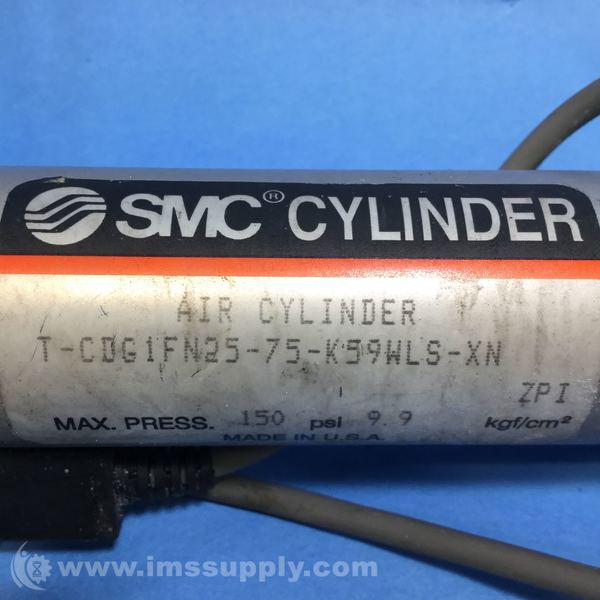 SMC® CYLINDER
AIR CYLINDER
T-CDG1FN25-75-K59WLS-XN
ZPI
MAX. PRESS. 150 psi 9.9 kgf/cm²
MADE IN U.S.A.
www.imssupply.com